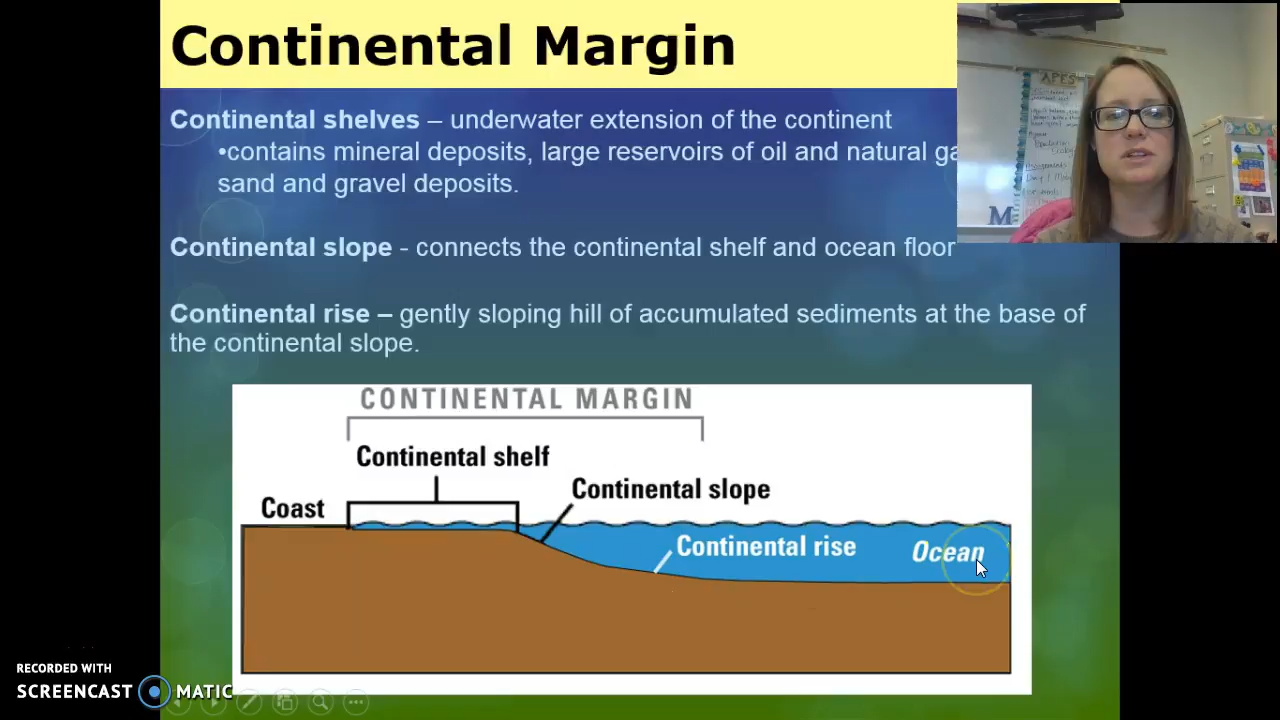 Continental Margin
Continental shelves – underwater extension of the continent
•contains mineral deposits, large reservoirs of oil and natural ga
sand and gravel deposits.
Continental slope - connects the continental shelf and ocean floor
Continental rise – gently sloping hill of accumulated sediments at the base of
the continental slope.
CONTINENTAL MARGIN
Continental shelf
Continental slope
Coast
Continental rise
Ocean
APES
M
RECORDED WITH
SCREENCAST MATIC